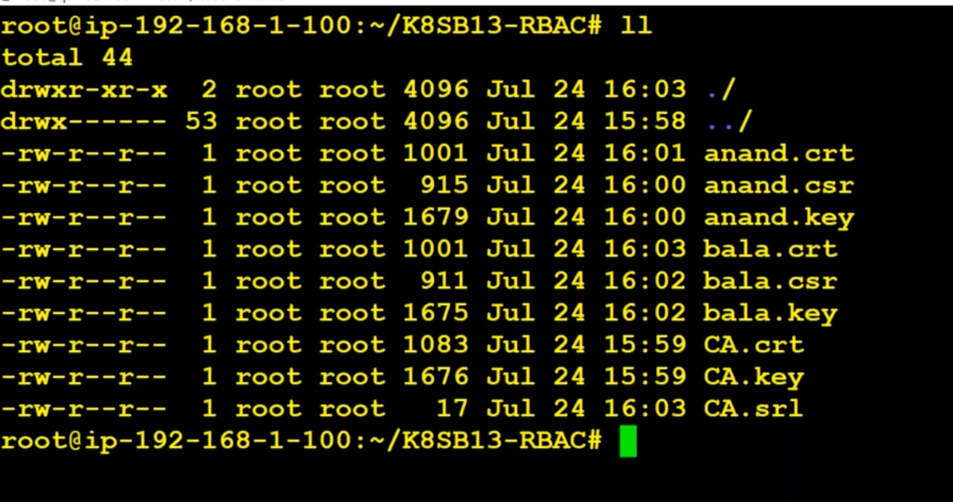 root@ip-192-168-1-100:~/K8SB13-RBAC# ll
total 44
drwxr-xr-x  2 root root 4096 Jul 24 16:03 ./
drwx------ 53 root root 4096 Jul 24 15:58 ../
-rw-r--r--  1 root root 1001 Jul 24 16:01 anand.crt
-rw-r--r--  1 root root  915 Jul 24 16:00 anand.csr
-rw-r--r--  1 root root 1679 Jul 24 16:00 anand.key
-rw-r--r--  1 root root 1001 Jul 24 16:03 bala.crt
-rw-r--r--  1 root root  911 Jul 24 16:02 bala.csr
-rw-r--r--  1 root root 1675 Jul 24 16:02 bala.key
-rw-r--r--  1 root root 1083 Jul 24 15:59 CA.crt
-rw-r--r--  1 root root 1676 Jul 24 15:59 CA.key
-rw-r--r--  1 root root   17 Jul 24 16:03 CA.srl
root@ip-192-168-1-100:~/K8SB13-RBAC#